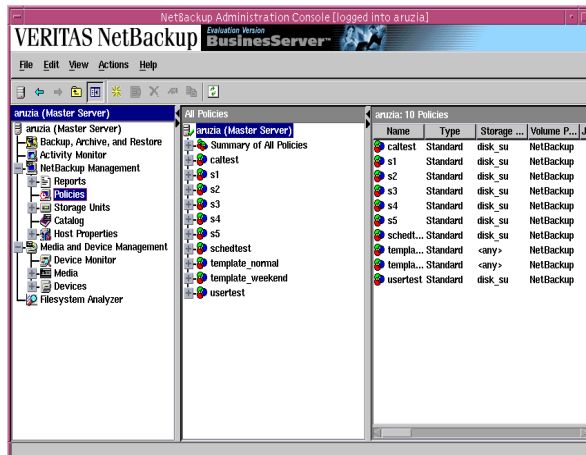 NetBackup Administration Console [logged into aruzia]
VERITAS NetBackup Evaluation Version BusinesServer™
File Edit View Actions Help
aruzia (Master Server)
aruzia (Master Server)
Backup, Archive, and Restore
Activity Monitor
NetBackup Management
Reports
Policies
Storage Units
Catalog
Host Properties
Media and Device Management
Device Monitor
Media
Devices
Filesystem Analyzer
All Policies
aruzia (Master Server)
Summary of All Policies
caltest
s1
s2
s3
s4
s5
schedtest
template_normal
template_weekend
usertest
aruzia: 10 Policies
Name Type Storage ... Volume P... J
caltest Standard disk_su NetBackup
s1 Standard disk_su NetBackup
s2 Standard disk_su NetBackup
s3 Standard disk_su NetBackup
s4 Standard disk_su NetBackup
s5 Standard disk_su NetBackup
schedt... Standard disk_su NetBackup
templa... Standard <any> NetBackup
templa... Standard <any> NetBackup
usertest Standard disk_su NetBackup